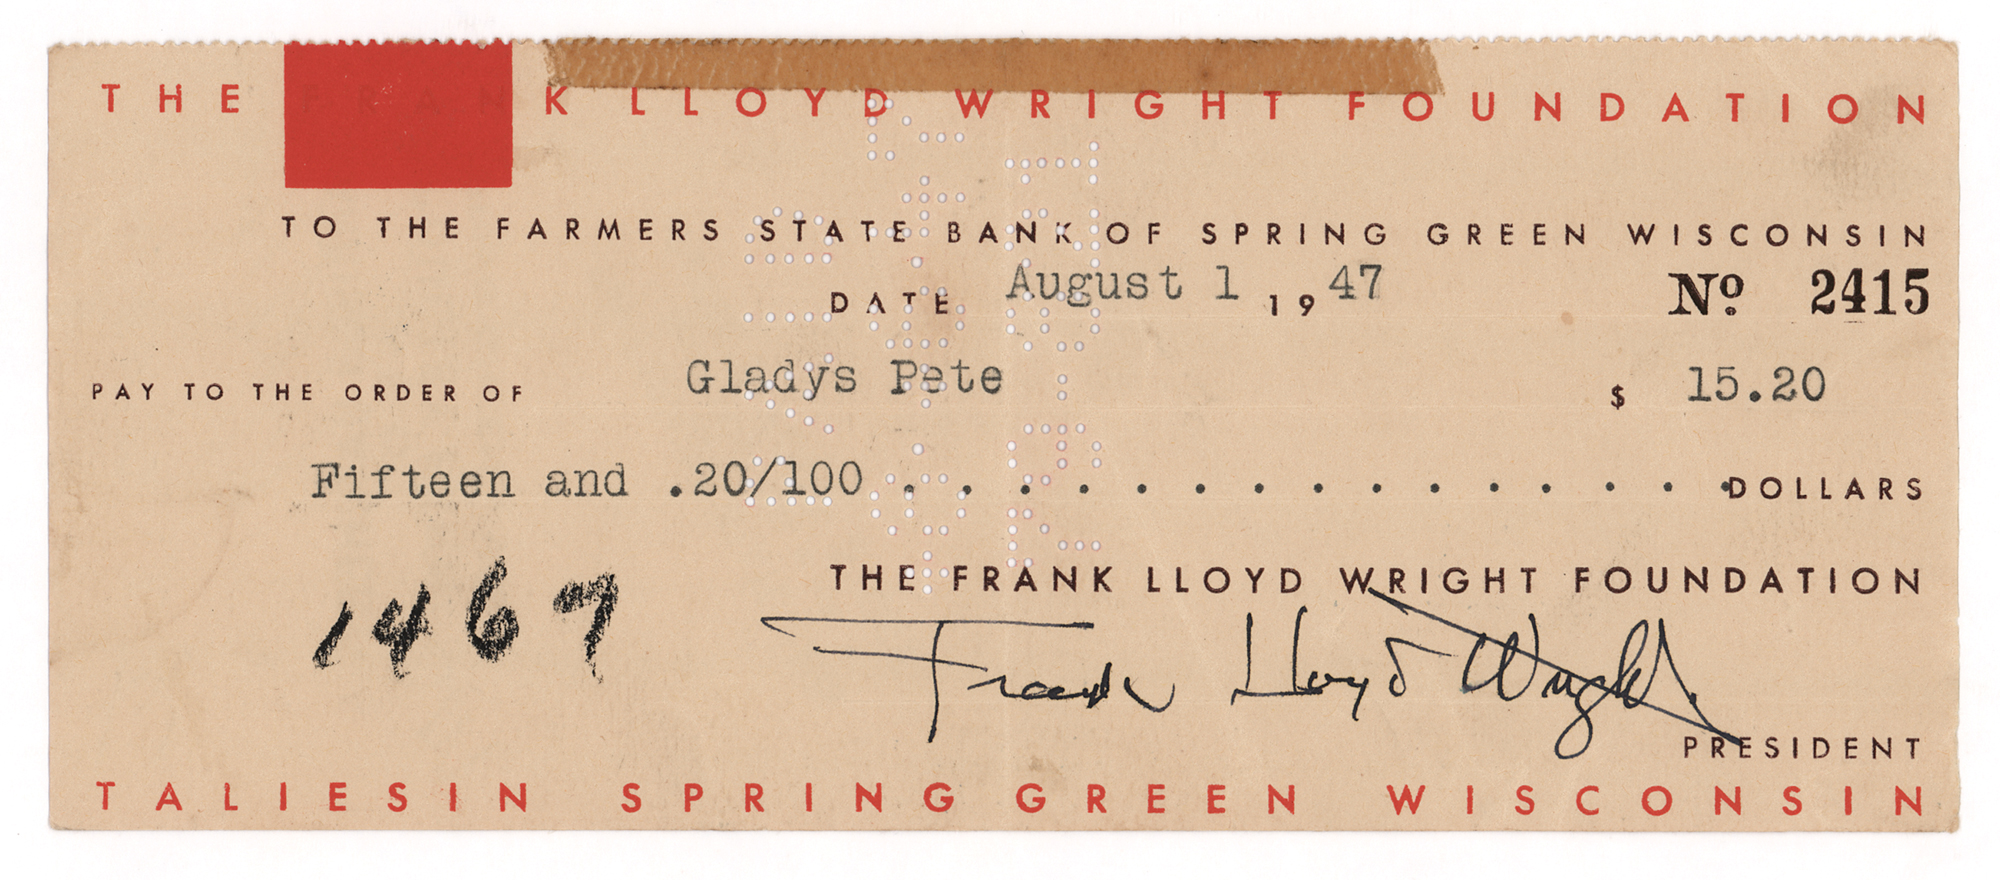 THE FRANK LLOYD WRIGHT FOUNDATION
TO THE FARMERS STATE BANK OF SPRING GREEN WISCONSIN
DATE August 1, 1947 Nº 2415
PAY TO THE ORDER OF Gladys Pete $ 15.20
Fifteen and .20/100 . . . . . . . . . . . . . . . DOLLARS
THE FRANK LLOYD WRIGHT FOUNDATION
1467
Frank Lloyd Wright
PRESIDENT
TALIESIN SPRING GREEN WISCONSIN